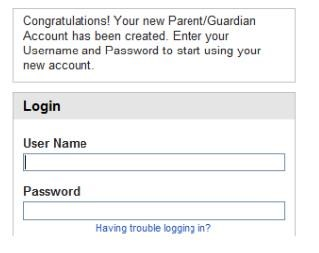 Congratulations! Your new Parent/Guardian
Account has been created. Enter your
Username and Password to start using your
new account.
Login
User Name
Password
Having trouble logging in?